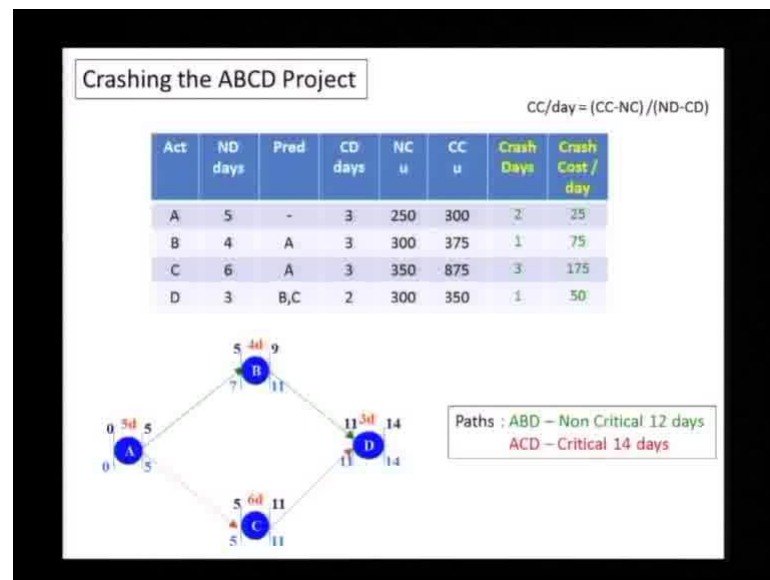 Crashing the ABCD Project
CC/day = (CC-NC) /(ND-CD)
Act ND days Pred CD days NC u CC u Crash Days Crash Cost / day
A 5 - 3 250 300 2 25
B 4 A 3 300 375 1 75
C 6 A 3 350 875 3 175
D 3 B,C 2 300 350 1 50
5 4d 9
B
7 11
0 5d 5
A
0 5
11 3d 14
D
11 14
5 6d 11
C
5 11
Paths : ABD – Non Critical 12 days
ACD – Critical 14 days